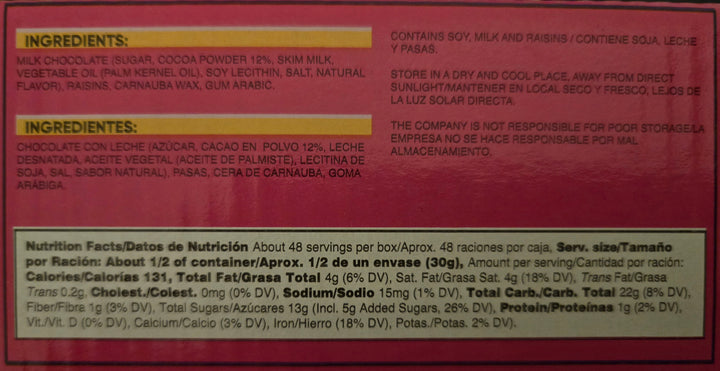 INGREDIENTS:
MILK CHOCOLATE (SUGAR, COCOA POWDER 12%, SKIM MILK,
VEGETABLE OIL (PALM KERNEL OIL), SOY LECITHIN, SALT, NATURAL
FLAVOR), RAISINS, CARNAUBA WAX, GUM ARABIC.
INGREDIENTES:
CHOCOLATE CON LECHE (AZÚCAR, CACAO EN POLVO 12%, LECHE
DESNATADA, ACEITE VEGETAL (ACEITE DE PALMISTE), LECITINA DE
SOJA, SAL, SABOR NATURAL), PASAS, CERA DE CARNAUBA, GOMA
ARÁBIGA.
CONTAINS SOY, MILK AND RAISINS / CONTIENE SOJA, LECHE
Y PASAS.
STORE IN A DRY AND COOL PLACE, AWAY FROM DIRECT
SUNLIGHT/MANTENER EN LOCAL SECO Y FRESCO, LEJOS DE
LA LUZ SOLAR DIRECTA.
THE COMPANY IS NOT RESPONSIBLE FOR POOR STORAGE/LA
EMPRESA NO SE HACE RESPONSABLE POR MAL
ALMACENAMIENTO.
Nutrition Facts/Datos de Nutrición About 48 servings per box/Aprox. 48 raciones por caja, Serv. size/Tamaño
por Ración: About 1/2 of container/Aprox. 1/2 de un envase (30g), Amount per serving/Cantidad por ración:
Calories/Calorías 131, Total Fat/Grasa Total 4g (6% DV), Sat. Fat/Grasa Sat. 4g (18% DV), Trans Fat/Grasa
Trans 0.2g, Cholest./Colest. 0mg (0% DV), Sodium/Sodio 15mg (1% DV), Total Carb./Carb. Total 22g (8% DV),
Fiber/Fibra 1g (3% DV), Total Sugars/Azúcares 13g (Incl. 5g Added Sugars, 26% DV), Protein/Proteínas 1g (2% DV),
Vit./Vit. D (0% DV), Calcium/Calcio (3% DV), Iron/Hierro (18% DV), Potas./Potas. 2% DV).